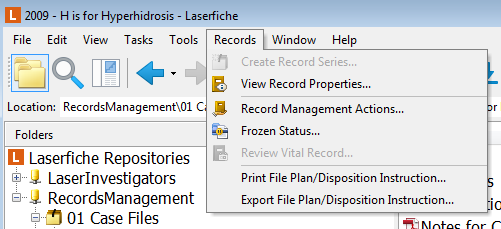 L 2009 - H is for Hyperhidrosis - Laserfiche
File Edit View Tasks Tools Records Window Help
Create Record Series...
View Record Properties...
Location: RecordsManagement\01 Ca
Record Management Actions...
Folders
Frozen Status...
L Laserfiche Repositories
Review Vital Record...
LaserInvestigators
RecordsManagement
Print File Plan/Disposition Instruction...
Export File Plan/Disposition Instruction...
01 Case Files
Notes for C